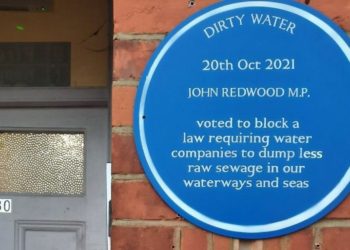 DIRTY WATER
20th Oct 2021
JOHN REDWOOD M.P.
voted to block a
law requiring water
companies to dump less
raw sewage in our
waterways and seas
30